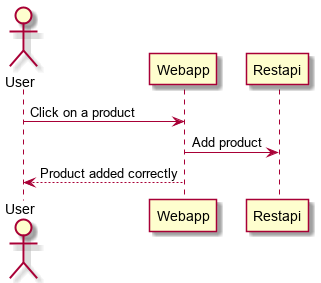 User
Webapp
Restapi
Click on a product
Add product
Product added correctly
User
Webapp
Restapi